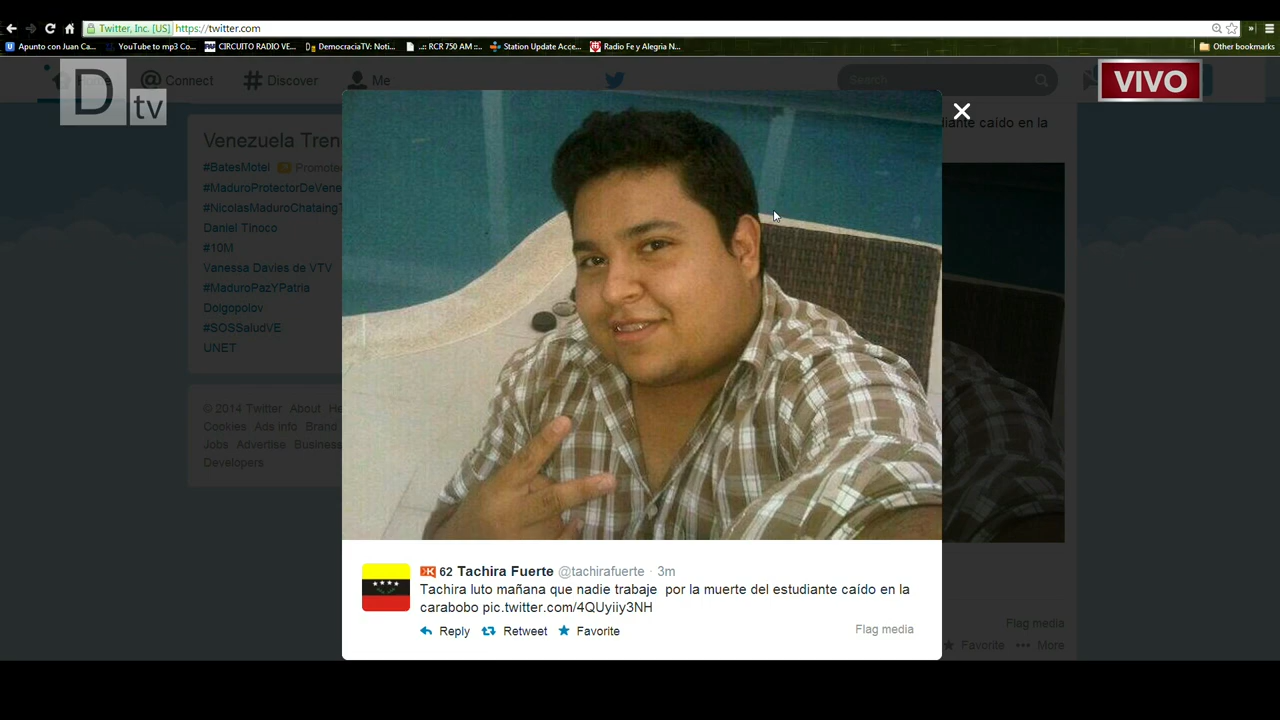 Twitter, Inc. [US] https://twitter.com
Apunto con Juan Ca... YouTube to mp3 Co... CIRCUITO RADIO VE... DemocraciaTV: Noti... ..:: RCR 750 AM ::.. Station Update Acce... Radio Fe y Alegria N... Other bookmarks
D tv
Connect Discover Me Search
VIVO
diante caído en la
Venezuela Tren
#BatesMotel Promote
#MaduroProtectorDeVene
#NicolasMaduroChataingT
Daniel Tinoco
#10M
Vanessa Davies de VTV
#MaduroPazYPatria
Dolgopolov
#SOSSaludVE
UNET
© 2014 Twitter About He
Cookies Ads info Brand
Jobs Advertise Business
Developers
62 Tachira Fuerte @tachirafuerte · 3m
Tachira luto mañana que nadie trabaje por la muerte del estudiante caído en la
carabobo pic.twitter.com/4QUyiiy3NH
Reply Retweet Favorite Flag media
Flag media
Favorite More